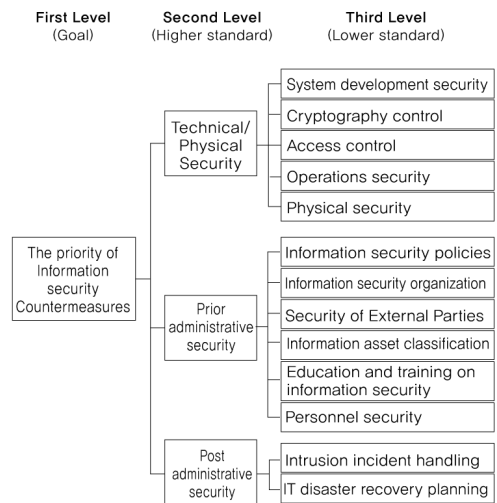 First Level
(Goal)
Second Level
(Higher standard)
Third Level
(Lower standard)
The priority of
Information
security
Countermeasures
Technical/
Physical
Security
System development security
Cryptography control
Access control
Operations security
Physical security
Prior
administrative
security
Information security policies
Information security organization
Security of External Parties
Information asset classification
Education and training on
information security
Personnel security
Post
administrative
security
Intrusion incident handling
IT disaster recovery planning